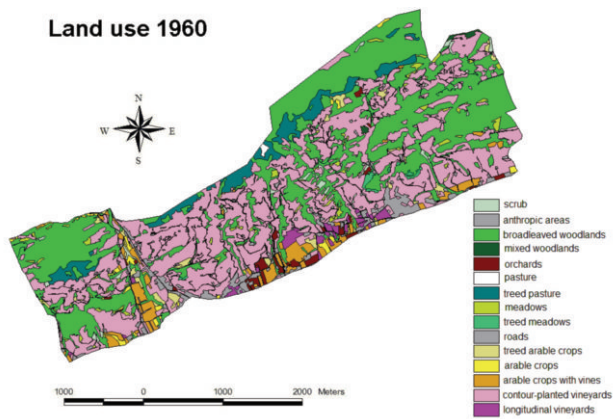 Land use 1960
N
W E
S
scrub
anthropic areas
broadleaved woodlands
mixed woodlands
orchards
pasture
treed pasture
meadows
treed meadows
roads
treed arable crops
arable crops
arable crops with vines
contour-planted vineyards
longitudinal vineyards
1000 0 1000 2000 Meters